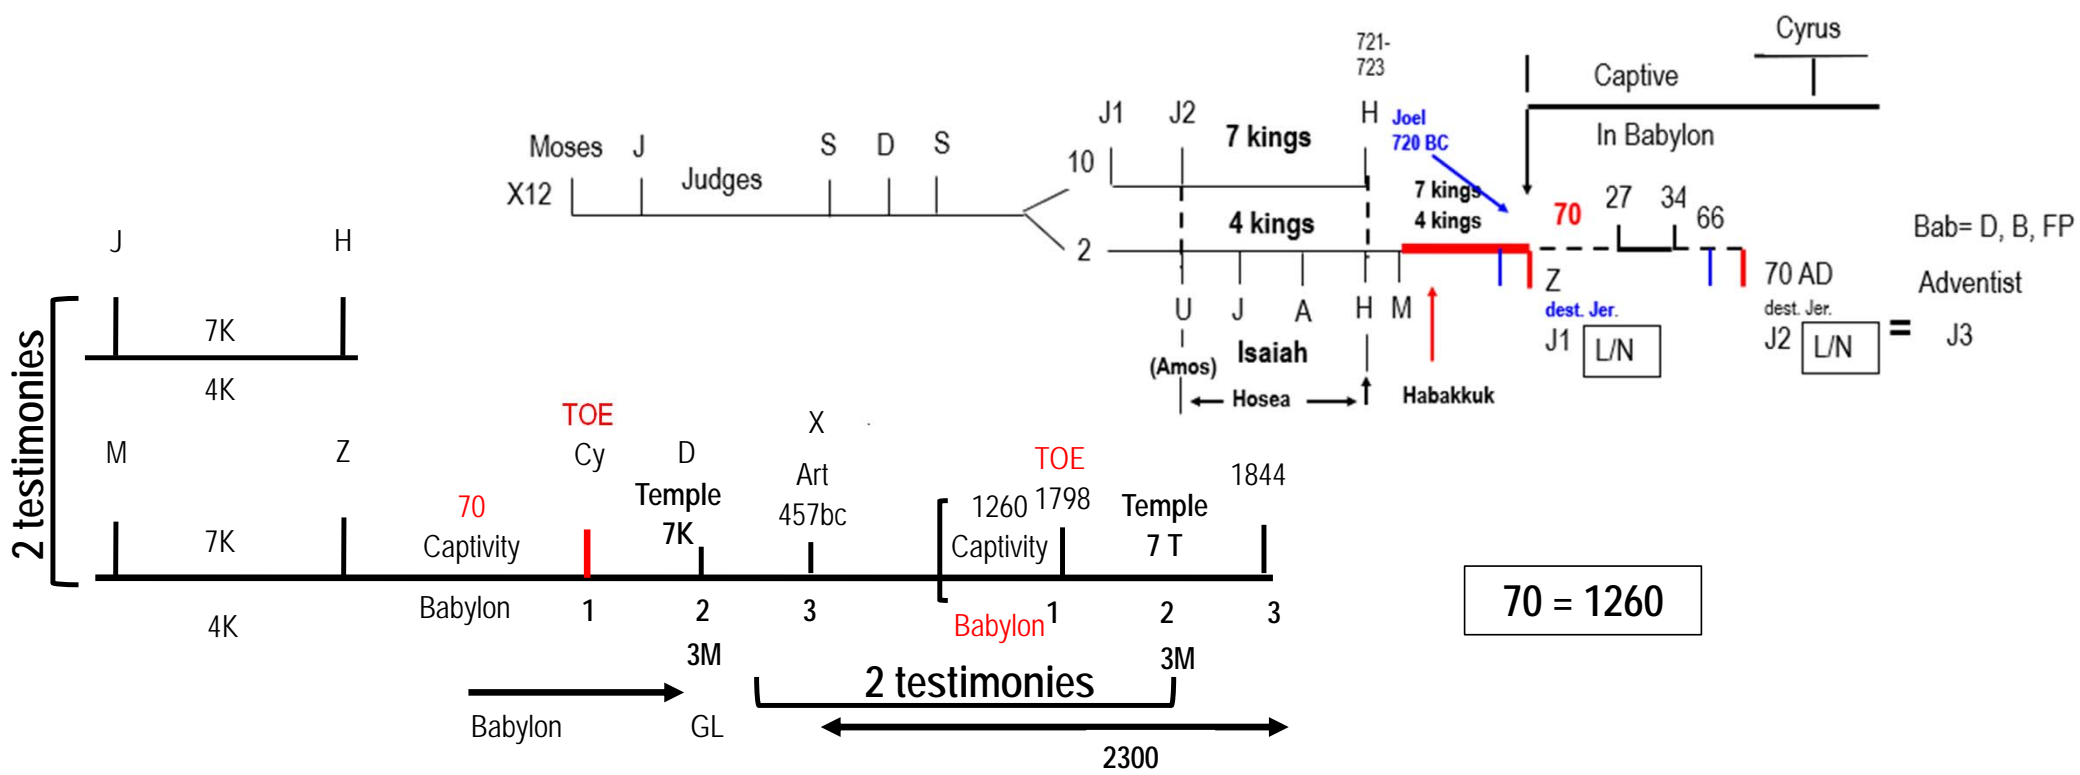 Cyrus
721-
723
Captive
J1 J2 7 kings H Joel
720 BC
In Babylon
Moses J S D S
10
X12 Judges
7 kings
4 kings
70 27 34 66
4 kings
2
Bab= D, B, FP
J H
70 AD
Adventist
Z
dest. Jer.
dest. Jer.
U J A H M
J1 L/N
J2 L/N = J3
7K
4K
(Amos) Isaiah
Hosea
Habakkuk
2 testimonies
TOE
Cy
X
M Z
D
Temple
7K
Art
457bc
TOE
1798
1844
70
Captivity
1260
Captivity
Temple
7 T
7K
4K
Babylon 1 2 3
Babylon 1 2 3
3M 3M
70 = 1260
2 testimonies
Babylon GL
2300